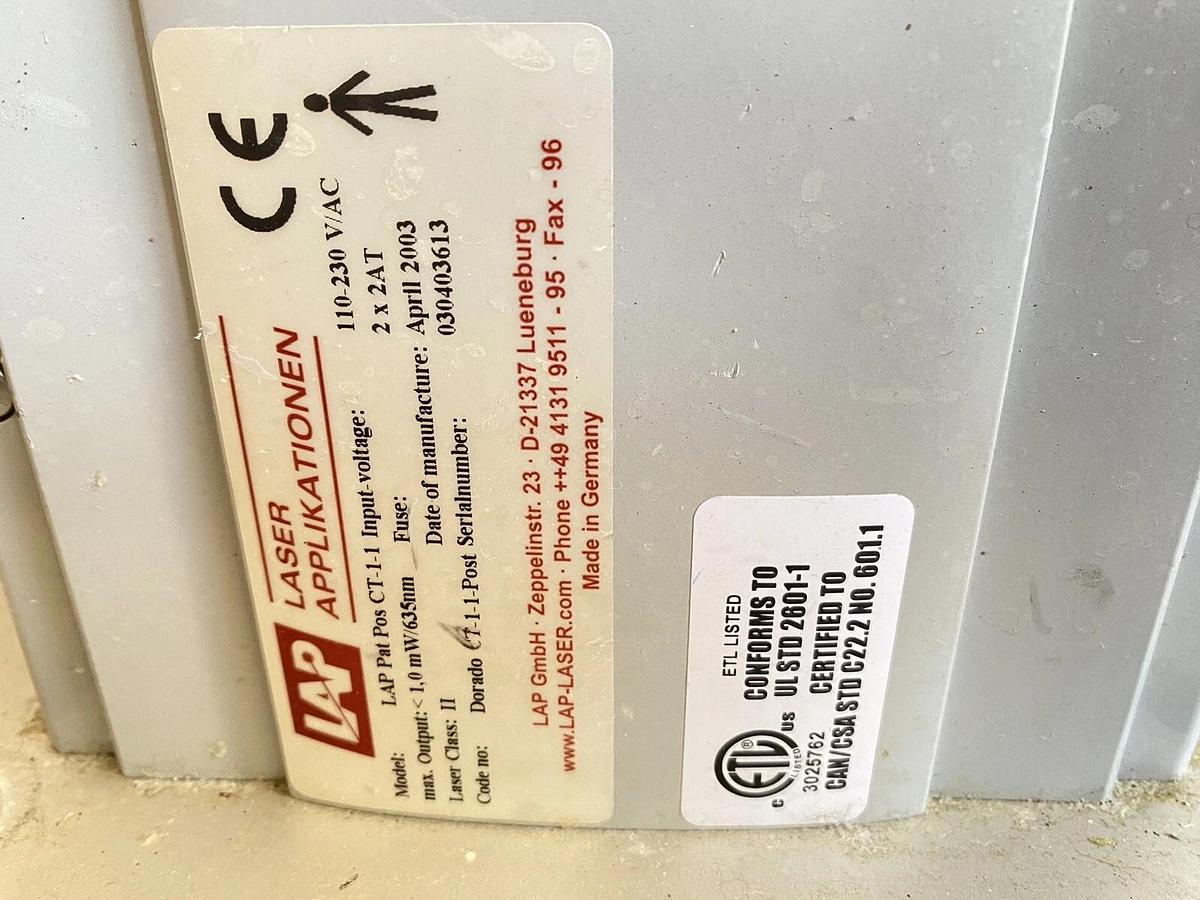 LAP
LASER
APPLIKATIONEN
CE
Model: LAP Pat Pos CT-1-1 Input-voltage: 110-230 V/AC
max. Output: < 1,0 mW/635nm Fuse: 2 x 2AT
Laser Class: II Date of manufacture: April 2003
Code no: Dorado CT-1-1-Post Serialnumber: 030403613
LAP GmbH · Zeppelinstr. 23 · D-21337 Lueneburg
www.LAP-LASER.com · Phone ++49 4131 9511 - 95 · Fax - 96
Made in Germany
ETL LISTED
CONFORMS TO
UL STD 2601-1
CERTIFIED TO
CAN/CSA STD C22.2 NO. 601.1
C ETL ® US
LISTED
3025762